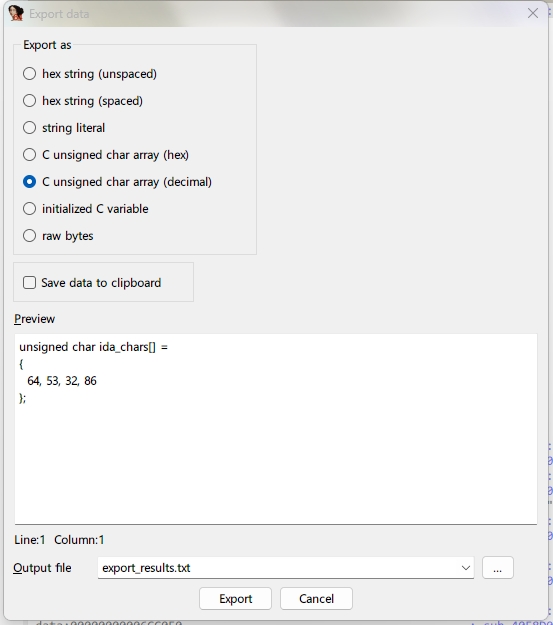 Export data
Export as
hex string (unspaced)
hex string (spaced)
string literal
C unsigned char array (hex)
C unsigned char array (decimal)
initialized C variable
raw bytes
Save data to clipboard
Preview
unsigned char ida_chars[] =
{
64, 53, 32, 86
};
Line:1 Column:1
Output file export_results.txt ...
Export Cancel